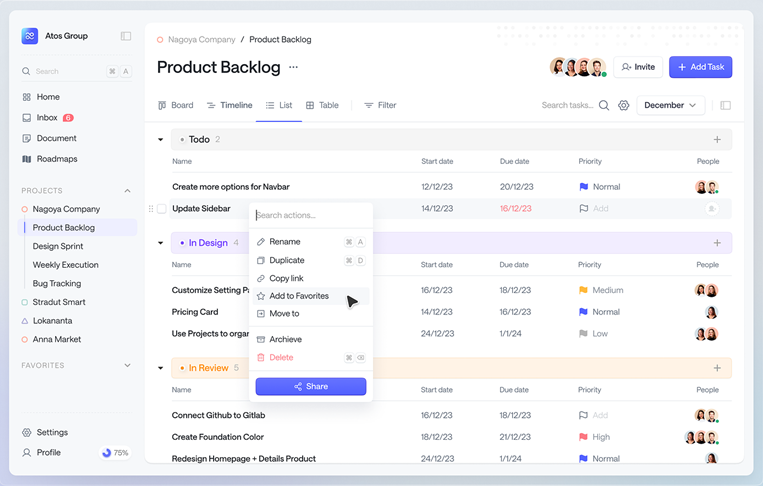 Atos Group
Search ⌘ A
Home
Inbox 6
Document
Roadmaps
PROJECTS
Nagoya Company
Product Backlog
Design Sprint
Weekly Execution
Bug Tracking
Stradut Smart
Lokananta
Anna Market
FAVORITES
Settings
Profile 75%
Nagoya Company / Product Backlog
Product Backlog ...
Invite
+ Add Task
Board Timeline List Table Filter
Search tasks... December
Todo 2
Name Start date Due date Priority People
Create more options for Navbar 12/12/23 20/12/23 Normal
Update Sidebar 14/12/23 16/12/23 Add
In Design 4
Name Start date Due date Priority People
Customize Setting Pa 16/12/23 18/12/23 Medium
Pricing Card 14/12/23 16/12/23 Normal
Use Projects to organ 24/12/23 1/1/24 Low
In Review 5
Name Start date Due date Priority People
Connect Github to Gitlab 16/12/23 18/12/23 Add
Create Foundation Color 18/12/23 21/12/23 High
Redesign Homepage + Details Product 24/12/23 1/1/24 Normal
Search actions...
Rename ⌘ A
Duplicate ⌘ D
Copy link
Add to Favorites
Move to
Archieve
Delete ⌘ ⌫
Share